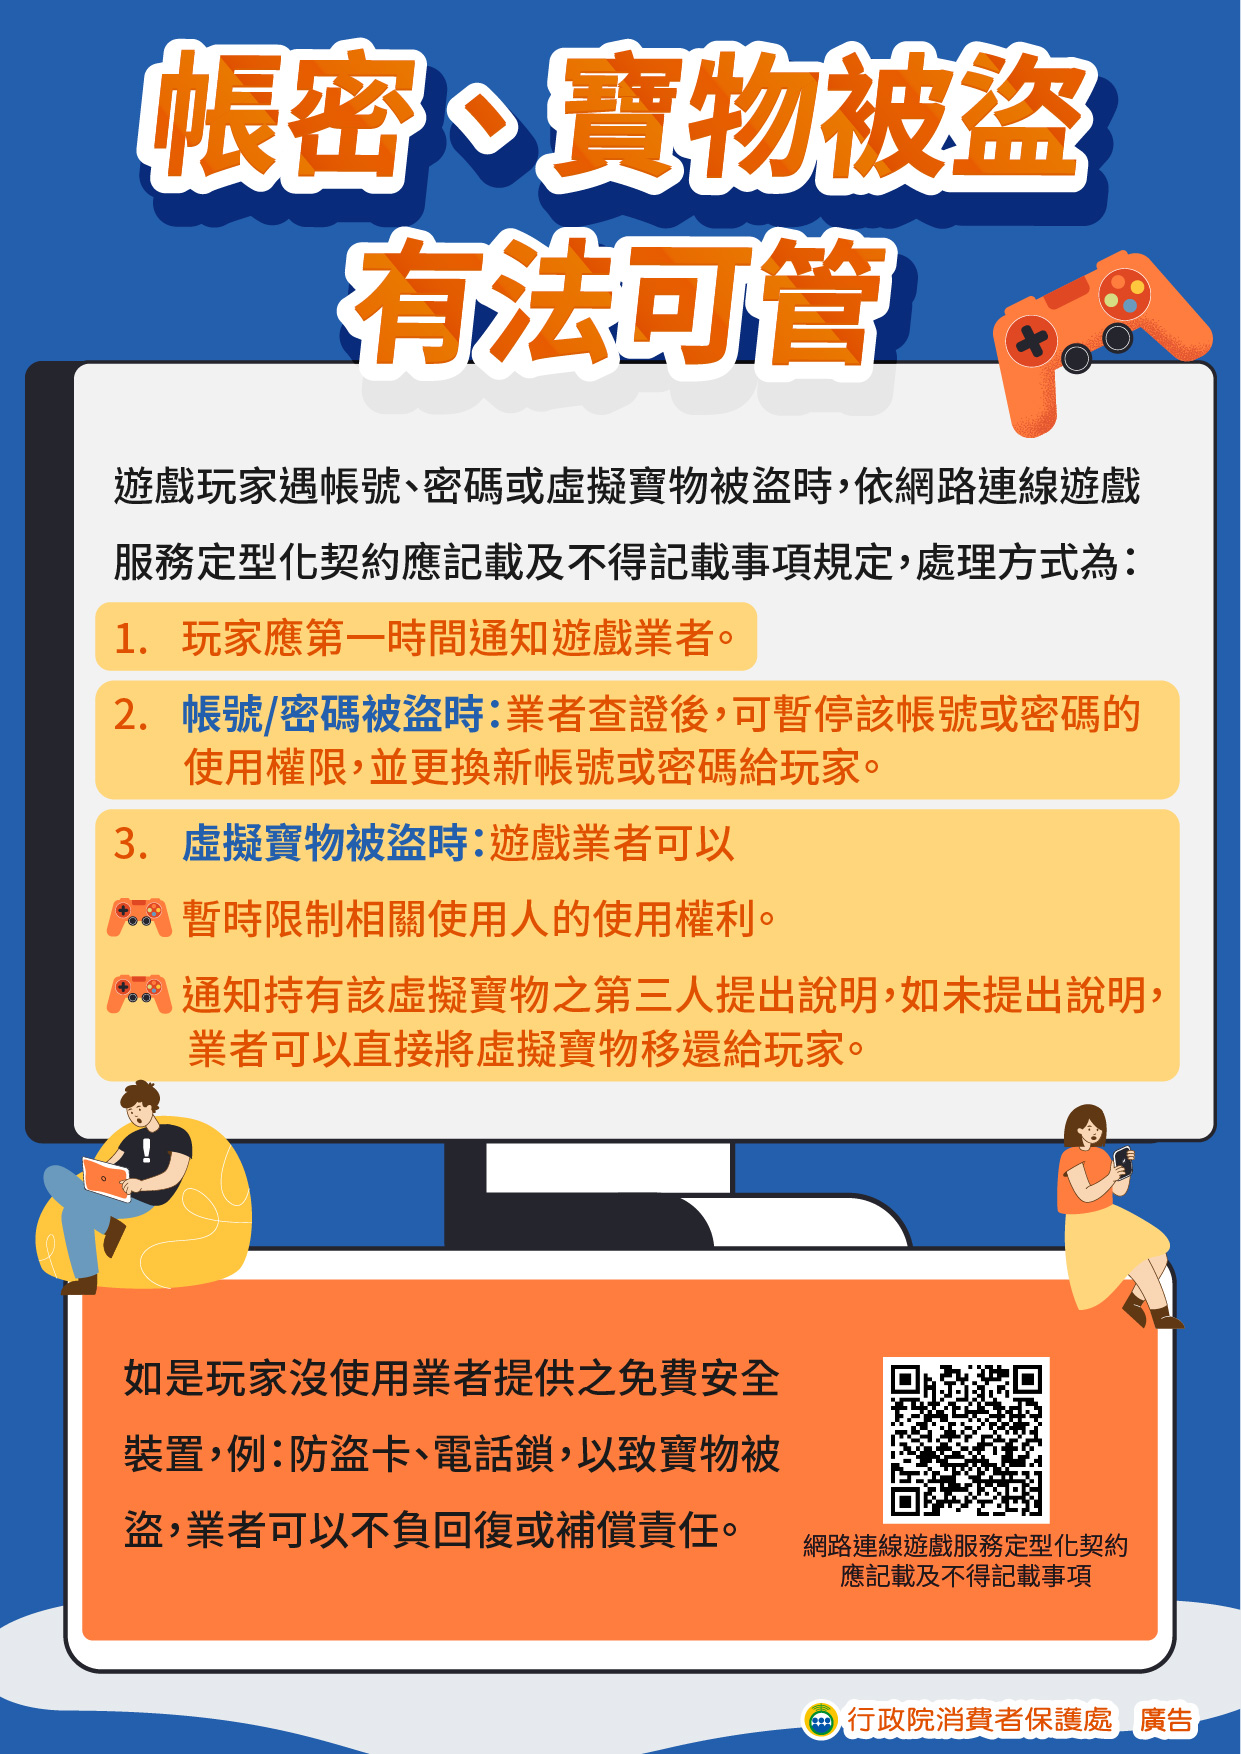 帳密、寶物被盜
有法可管
遊戲玩家遇帳號、密碼或虛擬寶物被盜時，依網路連線遊戲
服務定型化契約應記載及不得記載事項規定，處理方式為：
1. 玩家應第一時間通知遊戲業者。
2. 帳號/密碼被盜時：業者查證後，可暫停該帳號或密碼的
使用權限，並更換新帳號或密碼給玩家。
3. 虛擬寶物被盜時：遊戲業者可以
暫時限制相關使用人的使用權利。
通知持有該虛擬寶物之第三人提出說明，如未提出說明，
業者可以直接將虛擬寶物移還給玩家。
如是玩家沒使用業者提供之免費安全
裝置，例：防盜卡、電話鎖，以致寶物被
盜，業者可以不負回復或補償責任。
網路連線遊戲服務定型化契約
應記載及不得記載事項
行政院消費者保護處 廣告